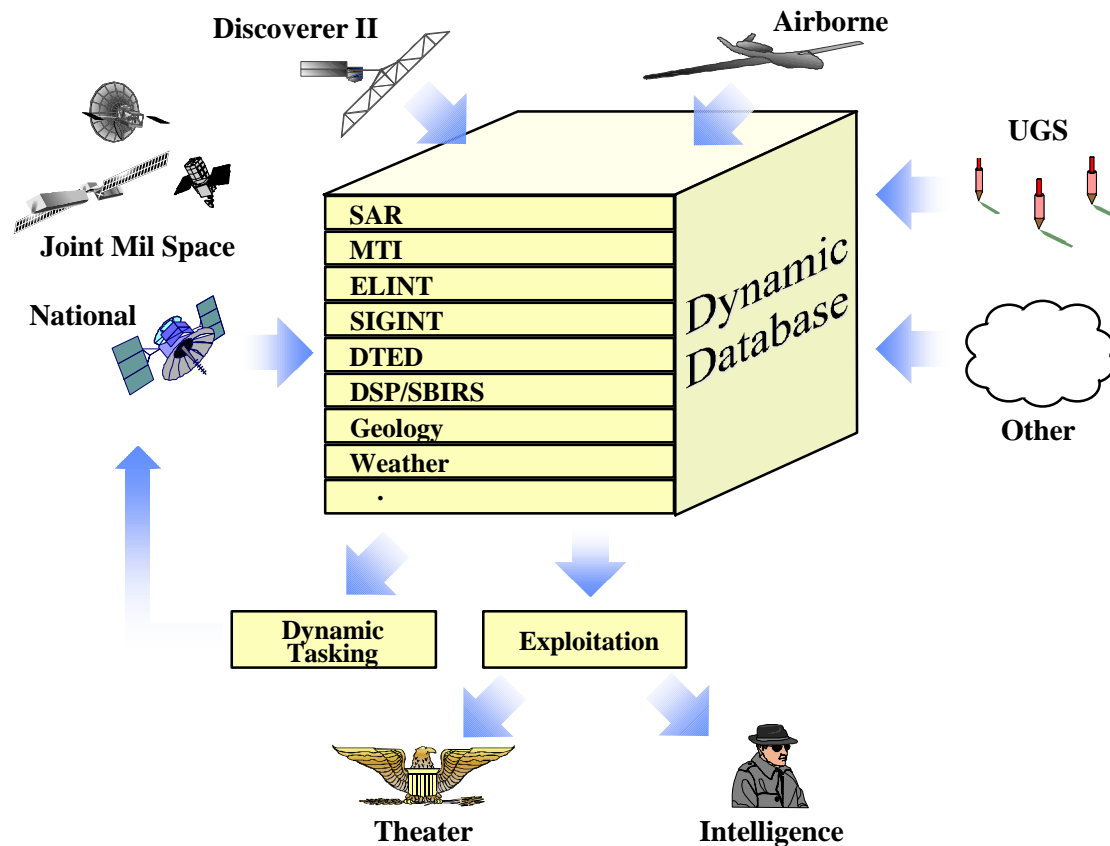 Discoverer II
Airborne
UGS
Joint Mil Space
National
SAR
MTI
ELINT
SIGINT
DTED
DSP/SBIRS
Geology
Weather
.
Dynamic
Database
Other
Dynamic
Tasking
Exploitation
Theater
Intelligence